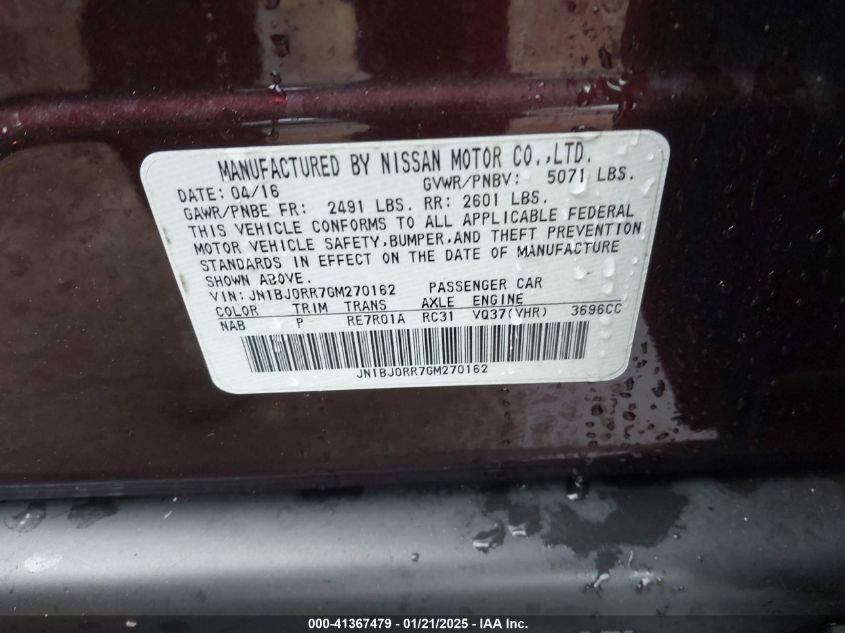 MANUFACTURED BY NISSAN MOTOR CO.,LTD.
DATE: 04/16 GVWR/PNBV: 5071 LBS.
GAWR/PNBE FR: 2491 LBS. RR: 2601 LBS.
THIS VEHICLE CONFORMS TO ALL APPLICABLE FEDERAL
MOTOR VEHICLE SAFETY,BUMPER,AND THEFT PREVENTION
STANDARDS IN EFFECT ON THE DATE OF MANUFACTURE
SHOWN ABOVE.
VIN: JN1BJ0RR7GM270162 PASSENGER CAR
COLOR TRIM TRANS AXLE ENGINE
NAB P RE7R01A RC31 VQ37(VHR) 3696CC
JN1BJ0RR7GM270162
000-41367479 - 01/21/2025 - IAA Inc.